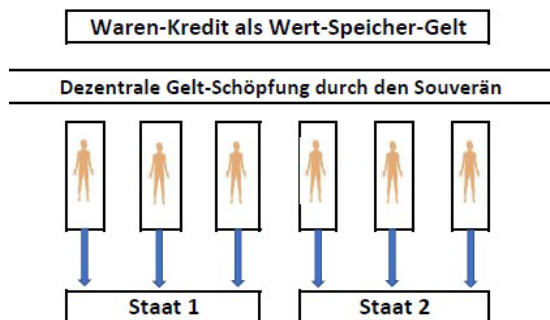 Waren-Kredit als Wert-Speicher-Gelt
Dezentrale Gelt-Schöpfung durch den Souverän
Staat 1
Staat 2